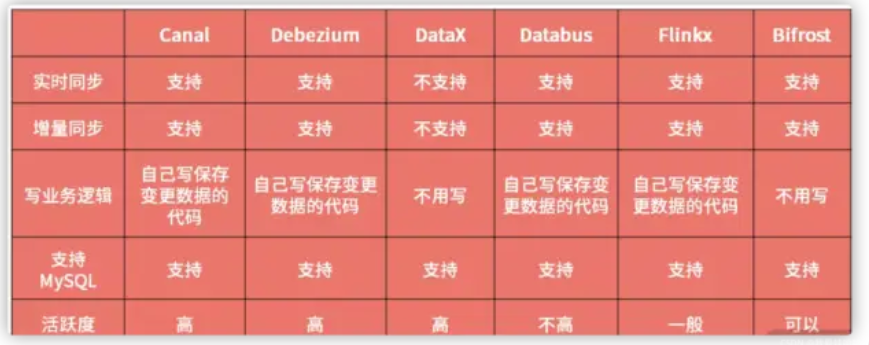 Canal Debezium DataX Databus Flinkx Bifrost
实时同步 支持 支持 不支持 支持 支持 支持
增量同步 支持 支持 不支持 支持 支持 支持
写业务逻辑 自己写保存变更数据的代码 自己写保存变更数据的代码 不用写 自己写保存变更数据的代码 自己写保存变更数据的代码 不用写
支持MySQL 支持 支持 支持 支持 支持 支持
活跃度 高 高 高 不高 一般 可以